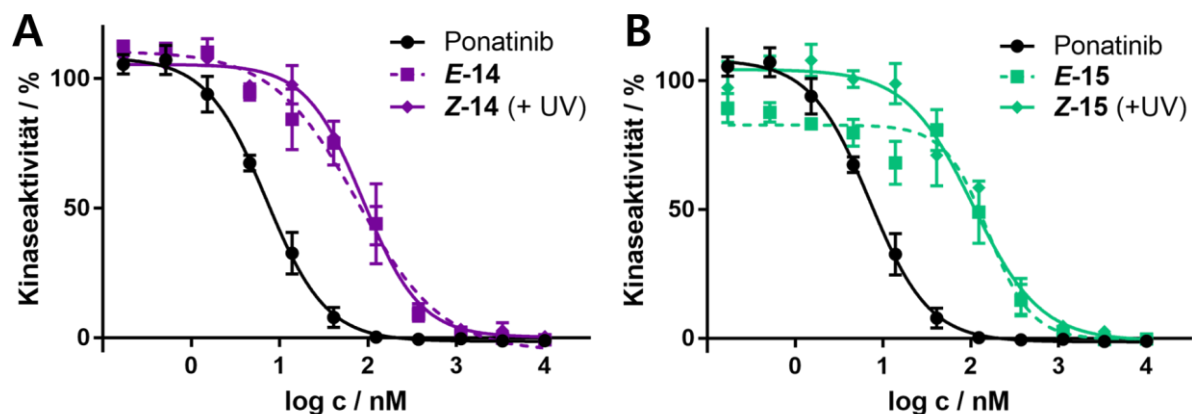 A
Ponatinib
E-14
Z-14 (+ UV)
Kinaseaktivität / %
100
50
0
0 1 2 3 4
log c / nM
B
Ponatinib
E-15
Z-15 (+UV)
Kinaseaktivität / %
100
50
0
0 1 2 3 4
log c / nM